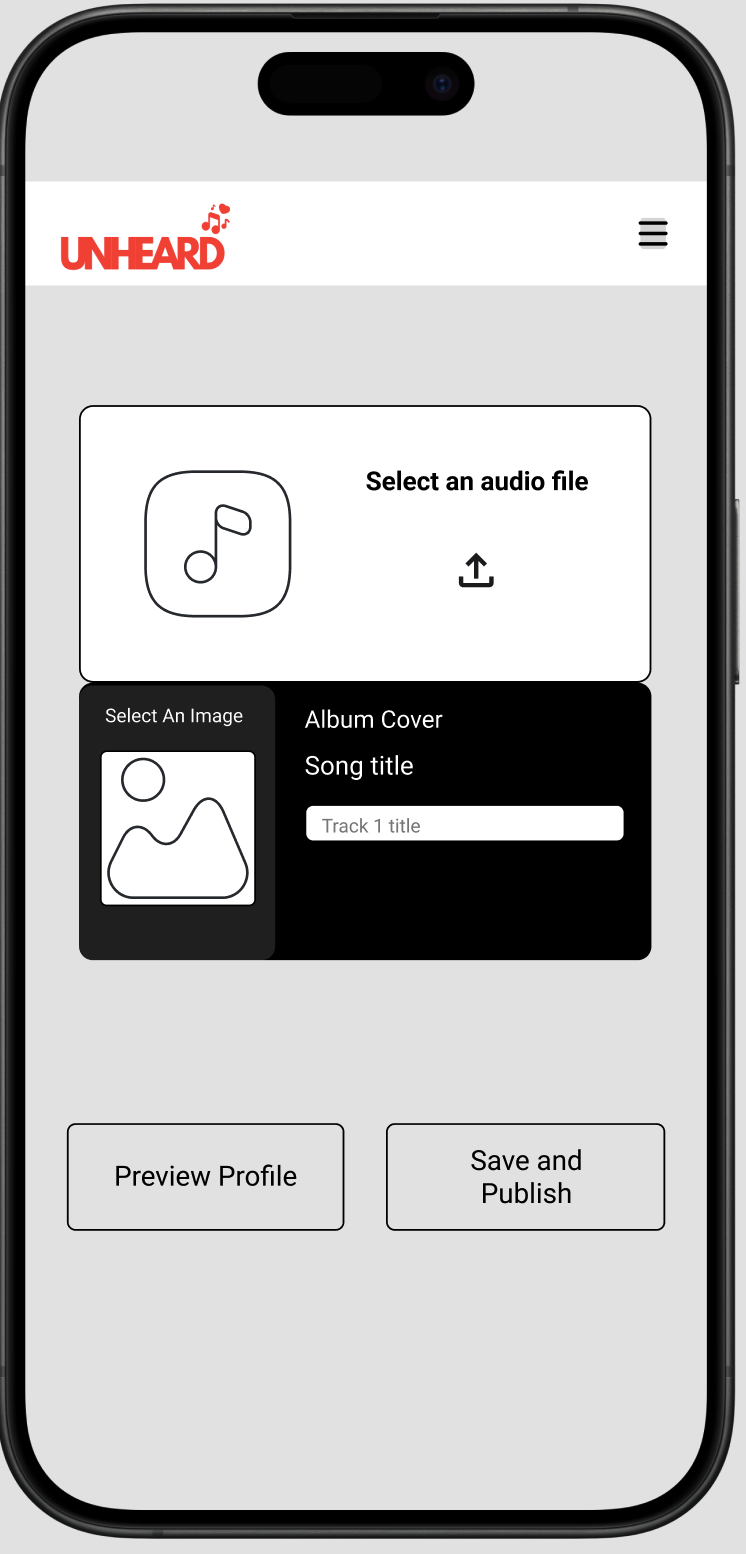 UNHEARD
Select an audio file
Select An Image
Album Cover
Song title
Track 1 title
Preview Profile
Save and
Publish